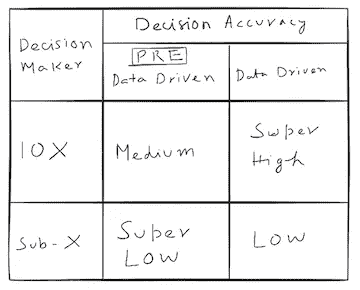 Decision Accuracy
Decision
Maker
PRE
Data Driven
Data Driven
10X
Medium
Super
High
Sub-X
Super
LOW
LOW